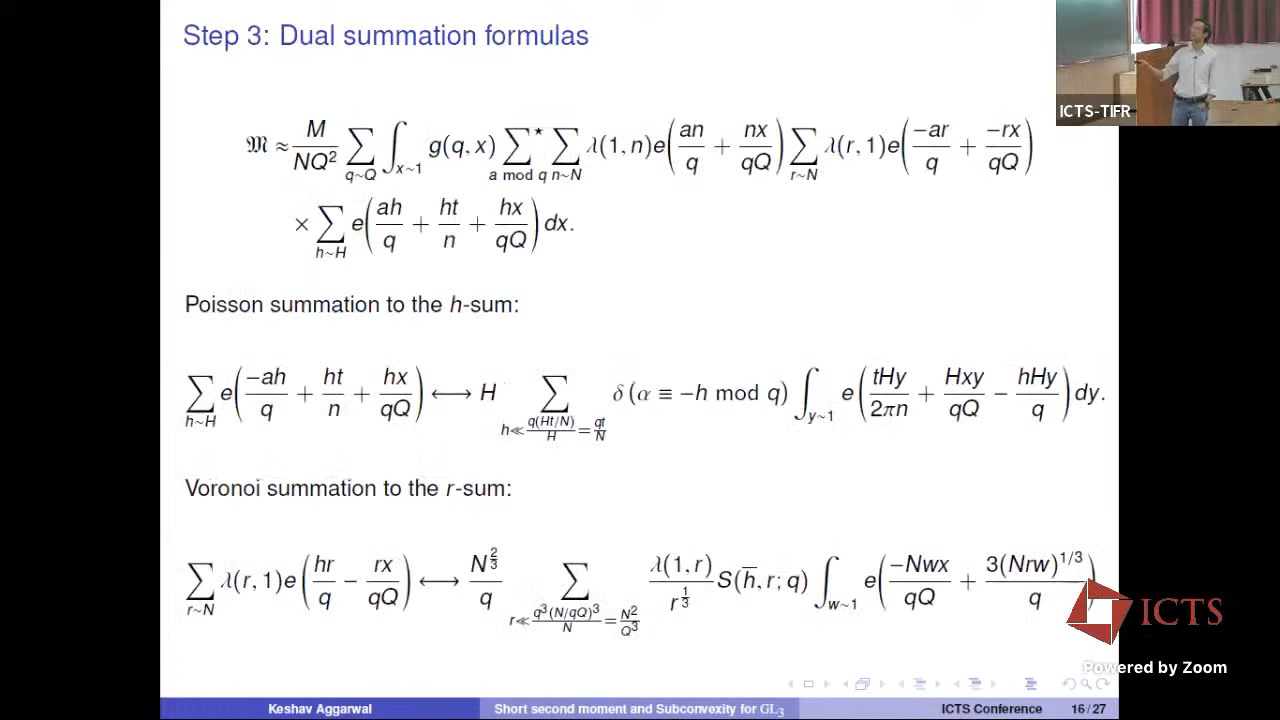 Step 3: Dual summation formulas
ICTS-TIFR
𝔐 ≈ M/(NQ²) ∑_{q∼Q} ∫_{x∼1} g(q, x) ∑*_{a mod q} ∑_{n∼N} λ(1, n)e(an/q + nx/qQ) ∑_{r∼N} λ(r, 1)e(−ar/q + −rx/qQ)
× ∑_{h∼H} e(ah/q + ht/n + hx/qQ) dx.
Poisson summation to the h-sum:
∑_{h∼H} e(−ah/q + ht/n + hx/qQ) ⟷ H ∑_{h≪ q(Ht/N)/H = qt/N} δ(α ≡ −h mod q) ∫_{y∼1} e(tHy/2πn + Hxy/qQ − hHy/q) dy.
Voronoi summation to the r-sum:
∑_{r∼N} λ(r, 1)e(hr/q − rx/qQ) ⟷ N^{2/3}/q ∑_{r≪ q³(N/qQ)³/N = N²/Q³} λ(1, r)/r^{1/3} S(h̅, r; q) ∫_{w∼1} e(−Nwx/qQ + 3(Nrw)^{1/3}/q)
ICTS
Powered by Zoom
Keshav Aggarwal Short second moment and Subconvexity for GL₃ ICTS Conference 16/27